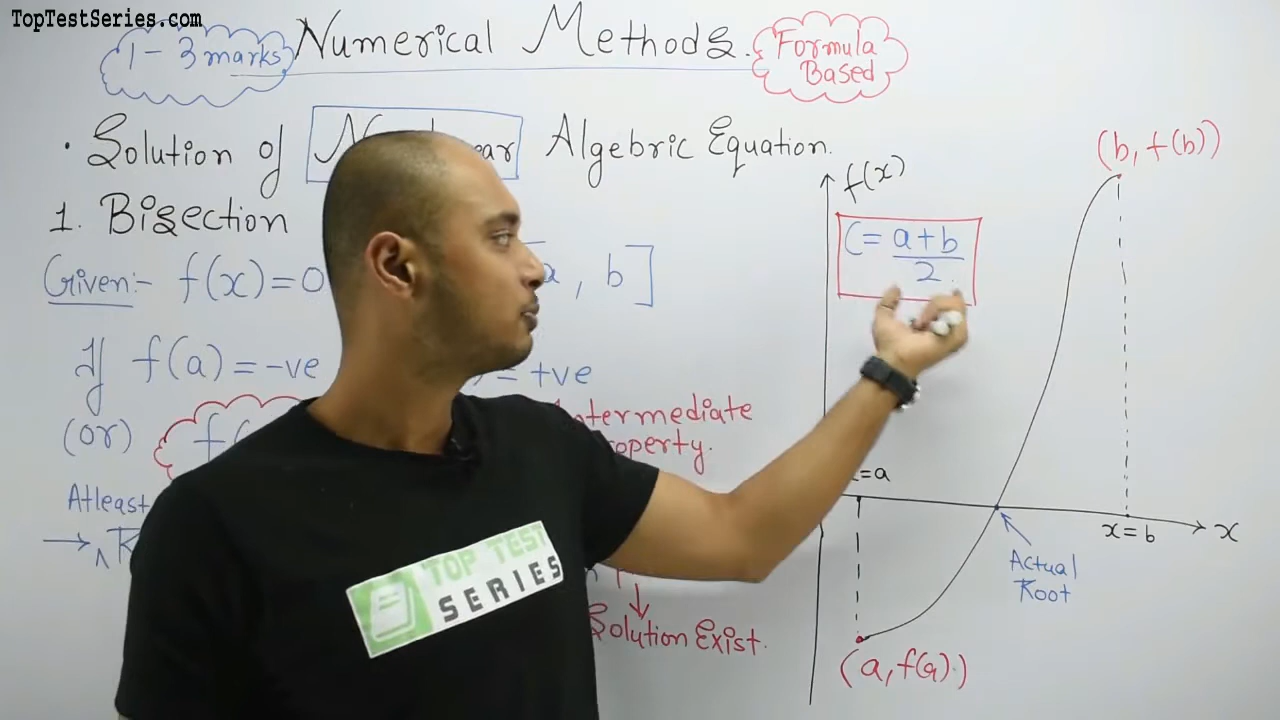 TopTestSeries.com
1 - 3 marks
Numerical Methods.
Formula
Based
• Solution of Algebric Equation.
1. Bisection
Given:- f(x)=0 a , b ]
If f(a) = -ve = +ve
(or)
Intermediate
Property.
Atleast
Solution Exist.
TOP TEST
SERIES
f(x)
C = a+b
2
(b, f(b))
x = b
x
Actual
Root
(a, f(a))